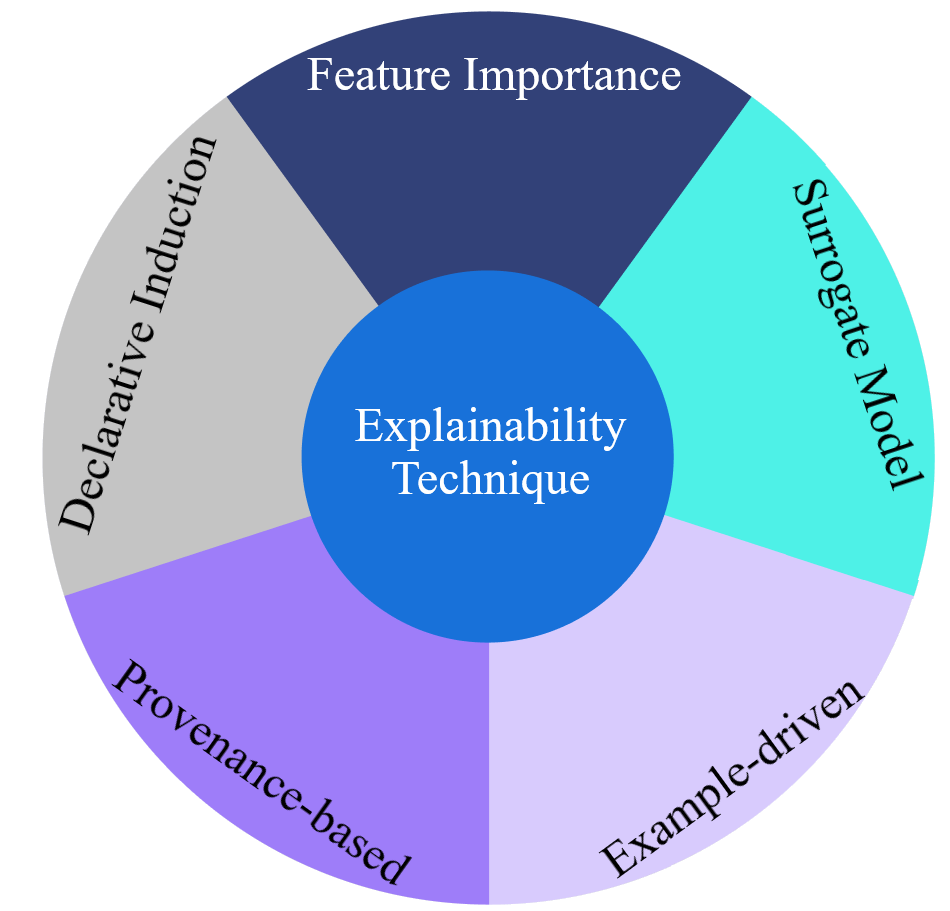 Feature Importance
Surrogate Model
Example-driven
Provenance-based
Declarative Induction
Explainability
Technique